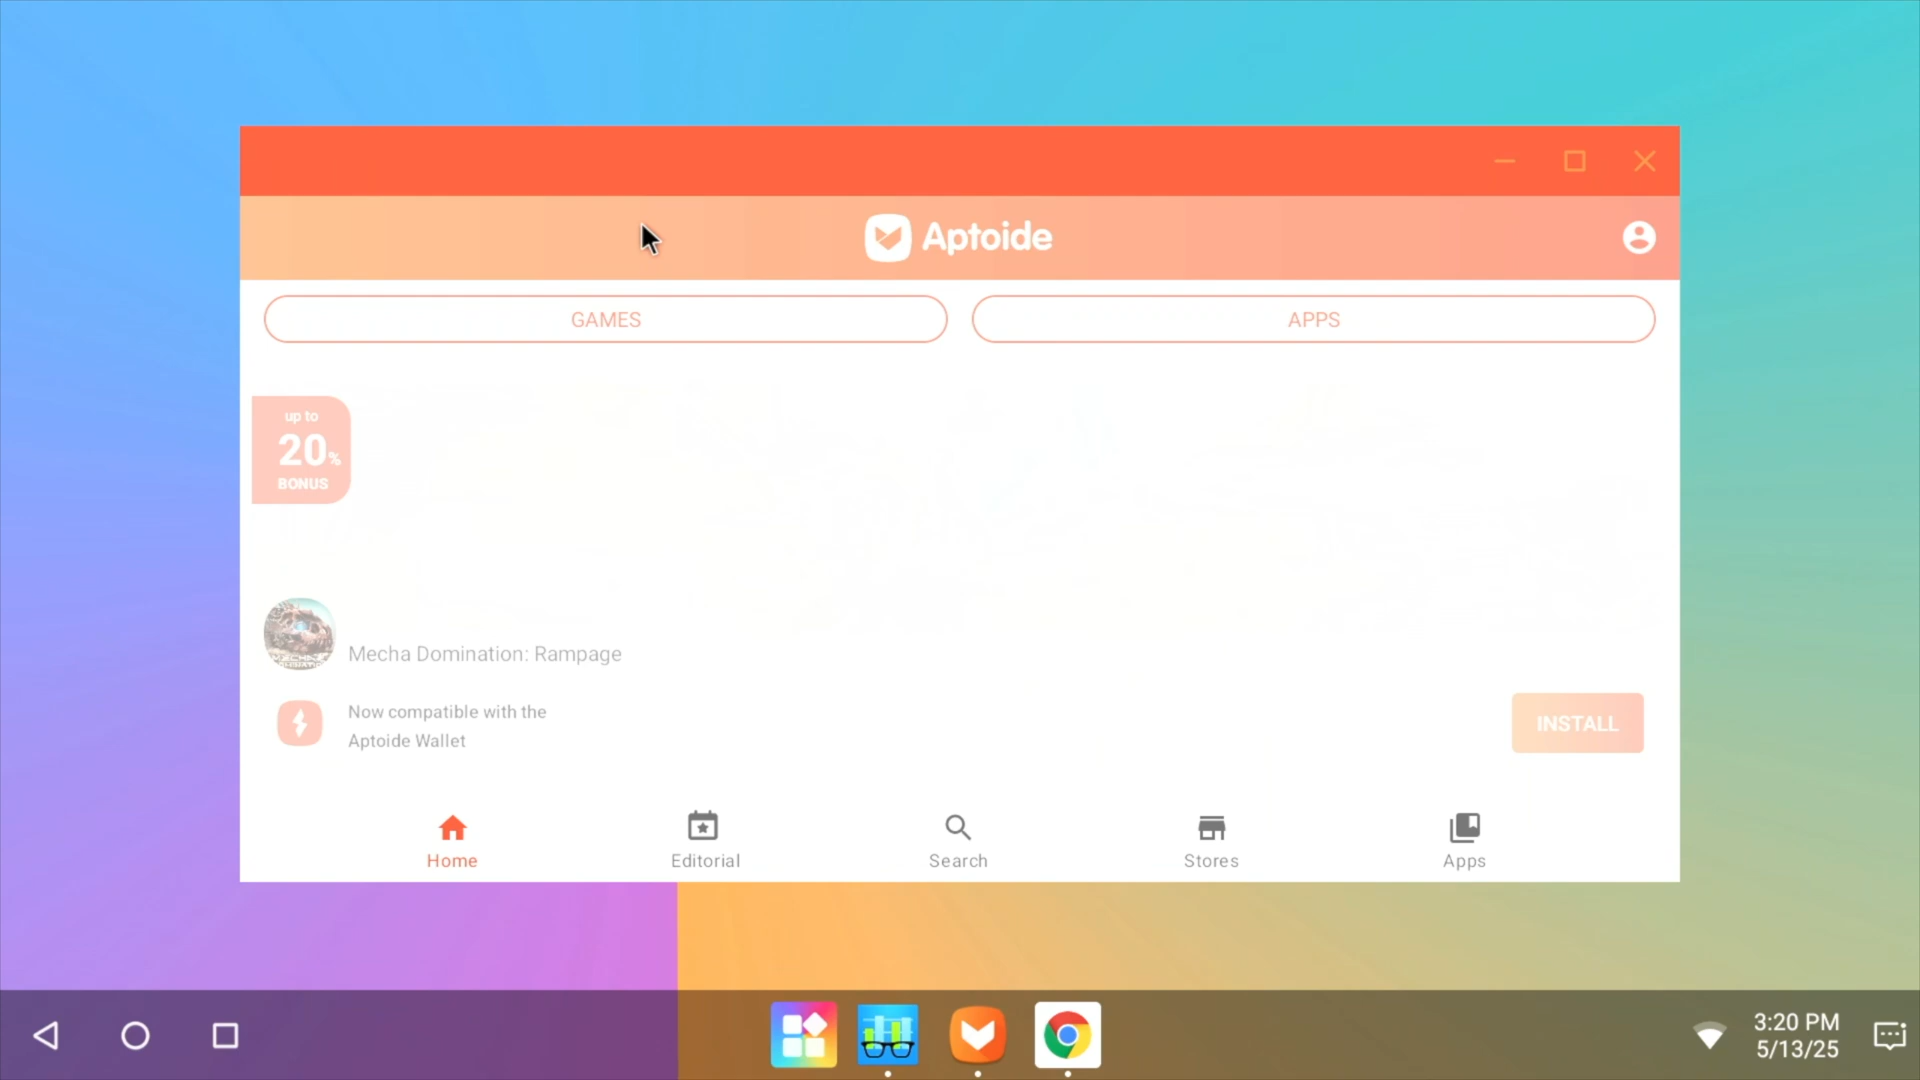 Aptoide
GAMES
APPS
up to
20%
BONUS
Mecha Domination: Rampage
Now compatible with the
Aptoide Wallet
INSTALL
Home
Editorial
Search
Stores
Apps
3:20 PM
5/13/25